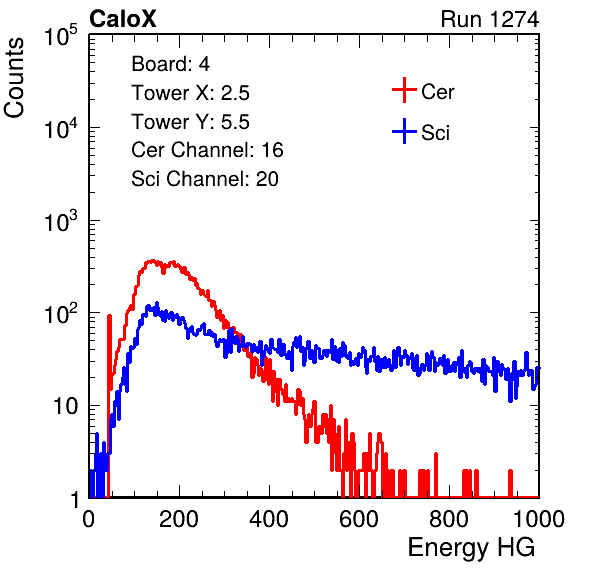 CaloX Run 1274
Counts
10^5
10^4
10^3
10^2
10
1
Board: 4
Tower X: 2.5
Tower Y: 5.5
Cer Channel: 16
Sci Channel: 20
Cer
Sci
0 200 400 600 800 1000
Energy HG